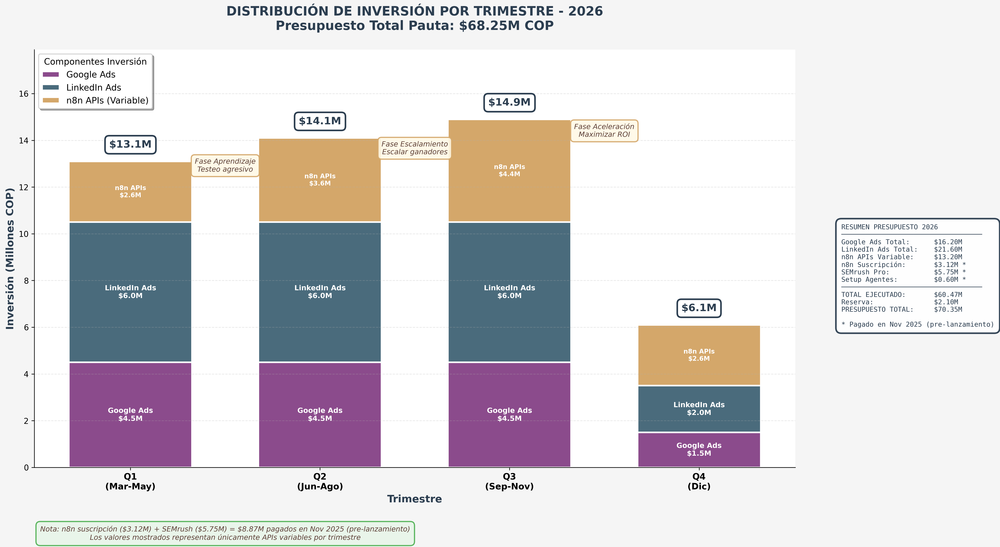 DISTRIBUCIÓN DE INVERSIÓN POR TRIMESTRE - 2026
Presupuesto Total Pauta: $68.25M COP
Componentes Inversión
Google Ads
LinkedIn Ads
n8n APIs (Variable)
Inversión (Millones COP)
16
14
12
10
8
6
4
2
0
$13.1M
n8n APIs
$2.6M
LinkedIn Ads
$6.0M
Google Ads
$4.5M
Fase Aprendizaje
Testeo agresivo
$14.1M
n8n APIs
$3.6M
LinkedIn Ads
$6.0M
Google Ads
$4.5M
Fase Escalamiento
Escalar ganadores
$14.9M
n8n APIs
$4.4M
LinkedIn Ads
$6.0M
Google Ads
$4.5M
Fase Aceleración
Maximizar ROI
$6.1M
n8n APIs
$2.6M
LinkedIn Ads
$2.0M
Google Ads
$1.5M
Q1
(Mar-May)
Q2
(Jun-Ago)
Q3
(Sep-Nov)
Q4
(Dic)
Trimestre
RESUMEN PRESUPUESTO 2026
Google Ads Total: $16.20M
LinkedIn Ads Total: $21.60M
n8n APIs Variable: $13.20M
n8n Suscripción: $3.12M *
SEMrush Pro: $5.75M *
Setup Agentes: $0.60M *
TOTAL EJECUTADO: $60.47M
Reserva: $2.10M
PRESUPUESTO TOTAL: $70.35M
* Pagado en Nov 2025 (pre-lanzamiento)
Nota: n8n suscripción ($3.12M) + SEMrush ($5.75M) = $8.87M pagados en Nov 2025 (pre-lanzamiento)
Los valores mostrados representan únicamente APIs variables por trimestre